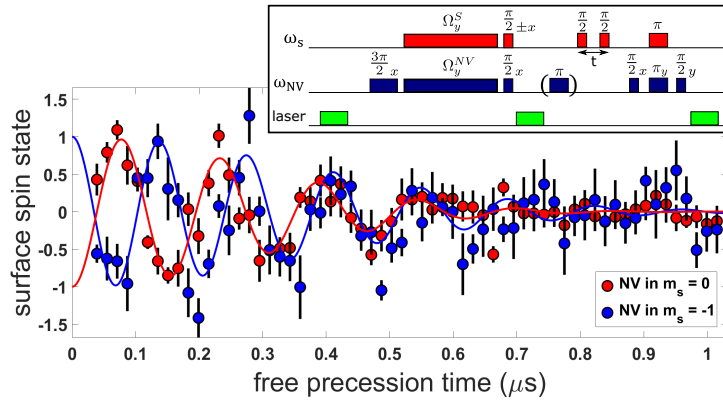 ω_s Ω_y^S π/2 ±x π/2 π/2 π
t
ω_NV 3π/2 x Ω_y^NV π/2 x (π) π/2 x π_y π/2 y
laser
surface spin state
1.5
1
0.5
0
-0.5
-1
-1.5
NV in m_s = 0
NV in m_s = -1
0 0.1 0.2 0.3 0.4 0.5 0.6 0.7 0.8 0.9 1
free precession time (μs)